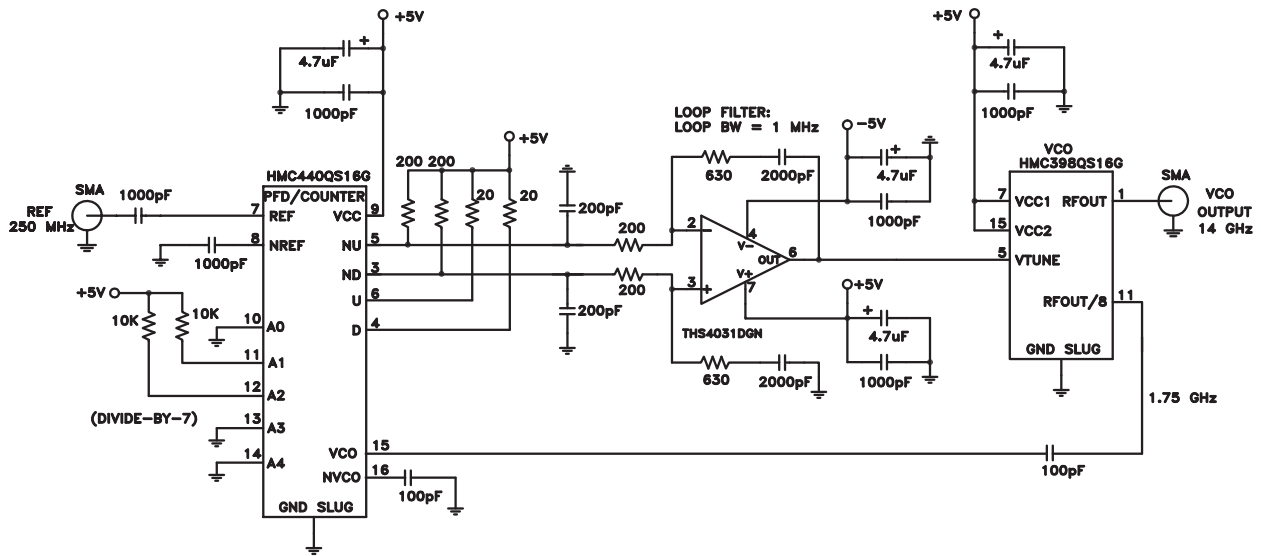 +5V
+
4.7uF
1000pF
+5V
+
4.7uF
1000pF
LOOP FILTER:
LOOP BW = 1 MHz
-5V
+
4.7uF
1000pF
+5V
200 200
20
20
HMC440QS16G
PFD/COUNTER
SMA
1000pF
REF
250 MHz
7
REF
VCC
9
8
NREF
1000pF
NU
5
ND
3
U
6
D
4
+5V
10K
10K
10
A0
11
A1
12
A2
(DIVIDE-BY-7)
13
A3
14
A4
VCO
15
NVCO
16
100pF
GND SLUG
200pF
200
200
200pF
630
2000pF
2
-
4
V-
OUT
6
3
+
V+
7
THS4031DGN
630
2000pF
+5V
+
4.7uF
1000pF
VCO
HMC398QS16G
7
VCC1
RFOUT
1
15
VCC2
5
VTUNE
RFOUT/8
11
GND SLUG
SMA
VCO
OUTPUT
14 GHz
1.75 GHz
100pF